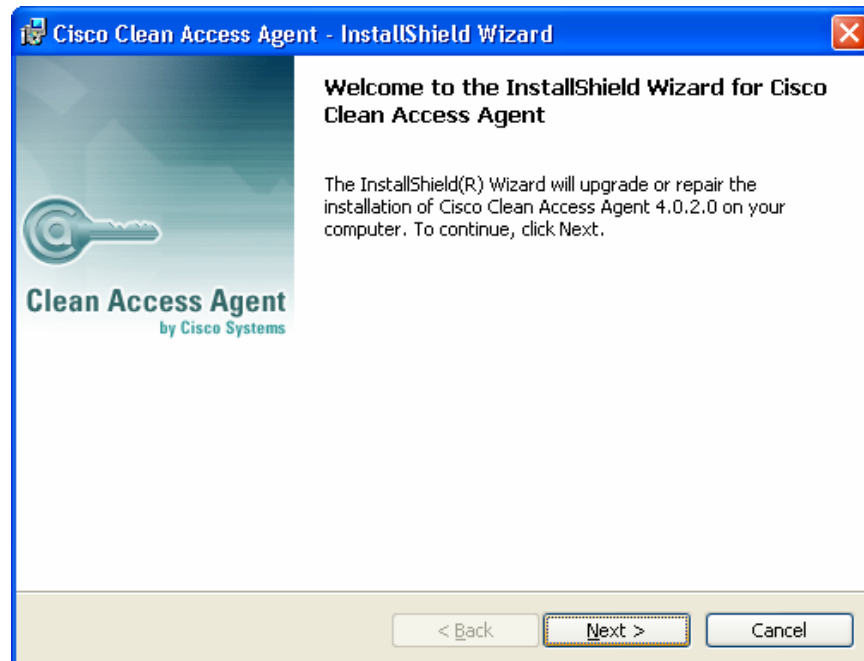 Cisco Clean Access Agent - InstallShield Wizard
Welcome to the InstallShield Wizard for Cisco
Clean Access Agent
The InstallShield(R) Wizard will upgrade or repair the
installation of Cisco Clean Access Agent 4.0.2.0 on your
computer. To continue, click Next.
Clean Access Agent
by Cisco Systems
< Back
Next >
Cancel